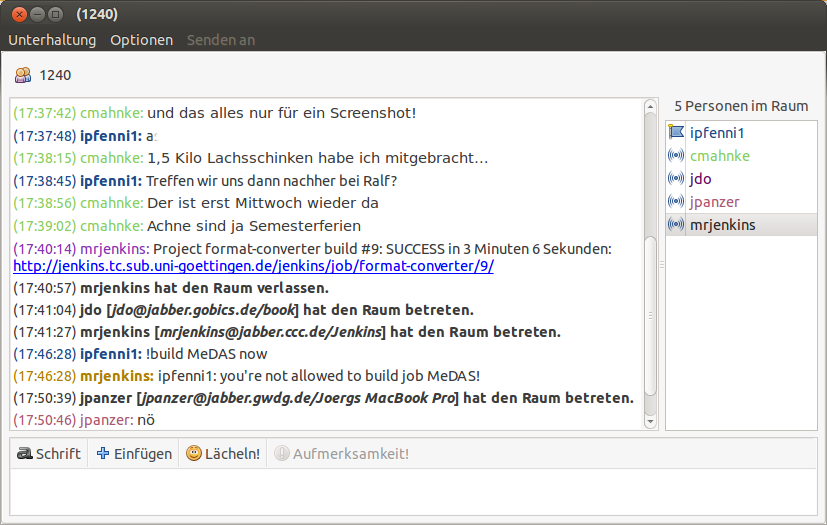 (1240)
Unterhaltung Optionen Senden an
1240
(17:37:42) cmahnke: und das alles nur für ein Screenshot!
(17:37:48) ipfenni1:
(17:38:15) cmahnke: 1,5 Kilo Lachsschinken habe ich mitgebracht...
(17:38:45) ipfenni1: Treffen wir uns dann nachher bei Ralf?
(17:38:56) cmahnke: Der ist erst Mittwoch wieder da
(17:39:02) cmahnke: Achne sind ja Semesterferien
(17:40:14) mrjenkins: Project format-converter build #9: SUCCESS in 3 Minuten 6 Sekunden:
http://jenkins.tc.sub.uni-goettingen.de/jenkins/job/format-converter/9/
(17:40:57) mrjenkins hat den Raum verlassen.
(17:41:04) jdo [jdo@jabber.gobics.de/book] hat den Raum betreten.
(17:41:27) mrjenkins [mrjenkins@jabber.ccc.de/Jenkins] hat den Raum betreten.
(17:46:28) ipfenni1: !build MeDAS now
(17:46:28) mrjenkins: ipfenni1: you're not allowed to build job MeDAS!
(17:50:39) jpanzer [jpanzer@jabber.gwdg.de/Joergs MacBook Pro] hat den Raum betreten.
(17:50:46) jpanzer: nö
5 Personen im Raum
ipfenni1
cmahnke
jdo
jpanzer
mrjenkins
Schrift Einfügen Lächeln! Aufmerksamkeit!